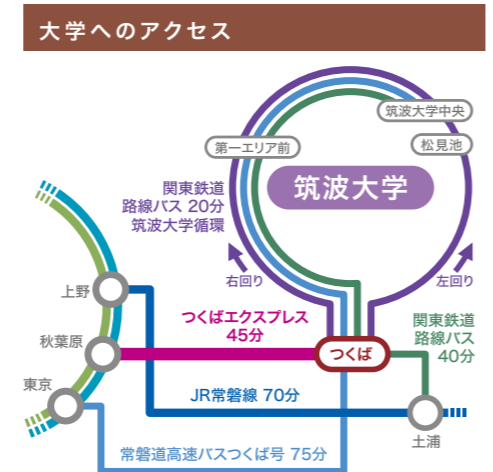 大学へのアクセス
筑波大学中央
第一エリア前
松見池
筑波大学
関東鉄道
路線バス 20分
筑波大学循環
右回り
左回り
上野
つくばエクスプレス
45分
つくば
関東鉄道
路線バス
40分
秋葉原
東京
JR常磐線 70分
土浦
常磐道高速バスつくば号 75分